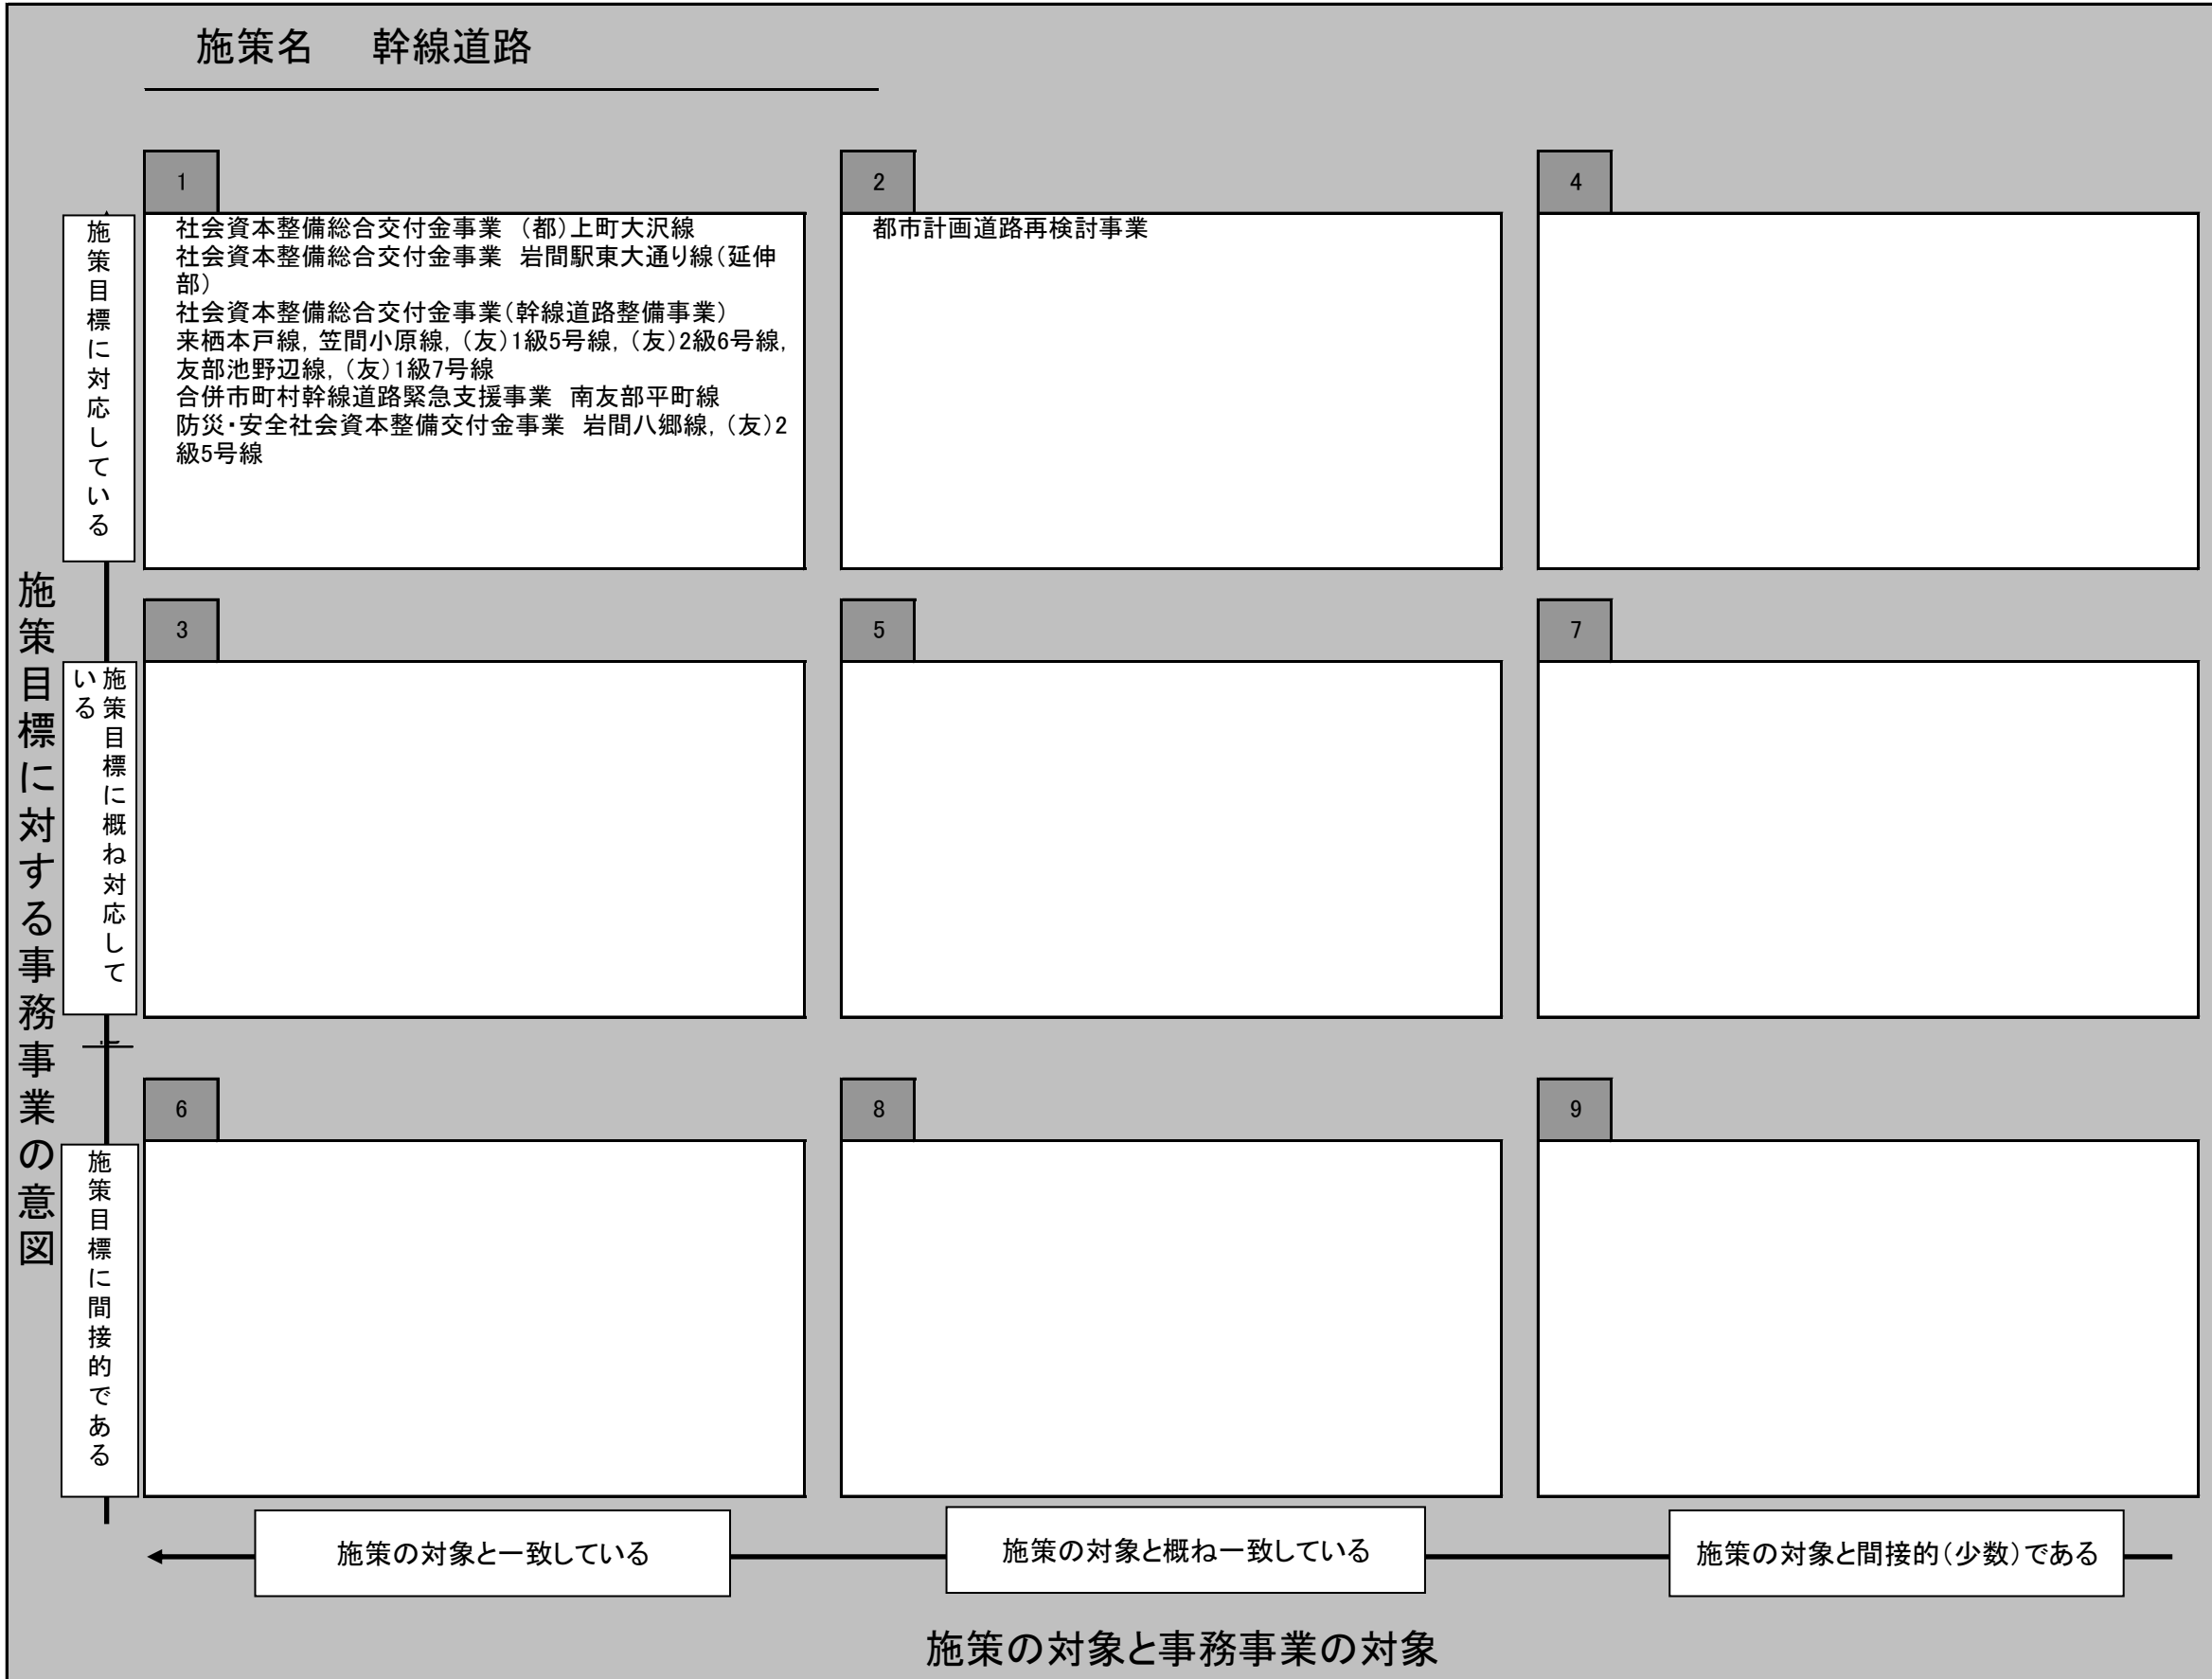 施策名　幹線道路
1
社会資本整備総合交付金事業　（都）上町大沢線
社会資本整備総合交付金事業　岩間駅東大通り線（延伸
部）
社会資本整備総合交付金事業（幹線道路整備事業）
来栖本戸線，笠間小原線，（友）1級5号線，（友）2級6号線，
友部池野辺線，（友）1級7号線
合併市町村幹線道路緊急支援事業　南友部平町線
防災・安全社会資本整備交付金事業　岩間八郷線，（友）2
級5号線
2
都市計画道路再検討事業
4
施策目標に対応している
3
5
7
施策目標に概ね対応して
いる
6
8
9
施策目標に間接的である
施策目標に対する事務事業の意図
施策の対象と一致している
施策の対象と概ね一致している
施策の対象と間接的（少数）である
施策の対象と事務事業の対象